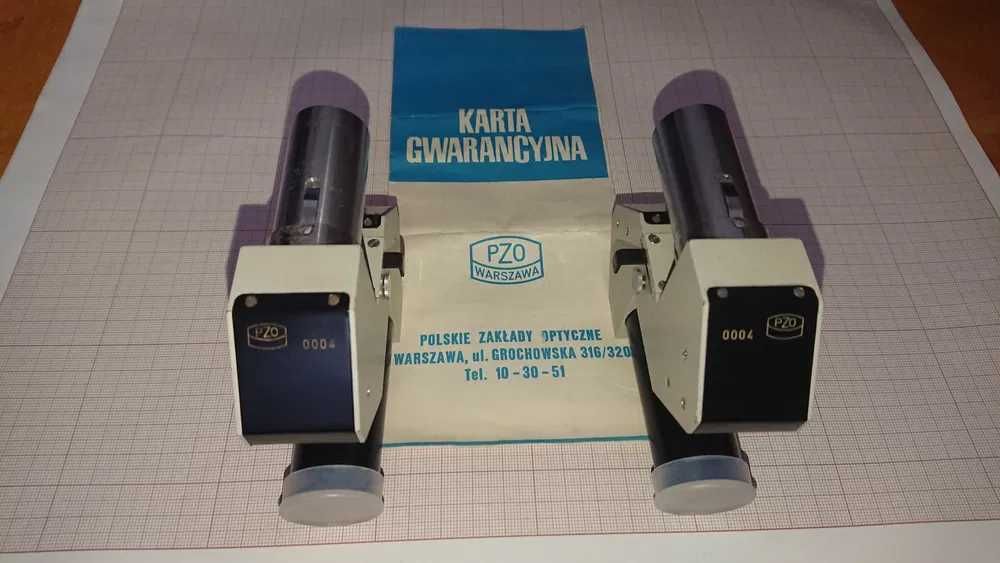 KARTA
GWARANCYJNA
PZO
WARSZAWA
POLSKIE ZAKŁADY OPTYCZNE
WARSZAWA, ul. GROCHOWSKA 316/320
Tel. 10-30-51
PZO
0004
0004
PZO